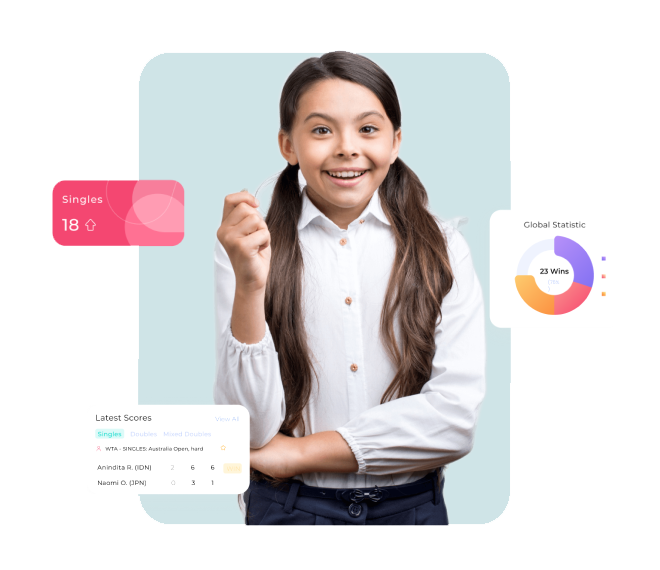 Singles
18
Global Statistic
23 Wins
Latest Scores
View All
Singles Doubles Mixed Doubles
WTA - SINGLES: Australia Open, hard
Anindita R. (IDN) 2 6 6
Naomi O. (JPN) 0 3 1